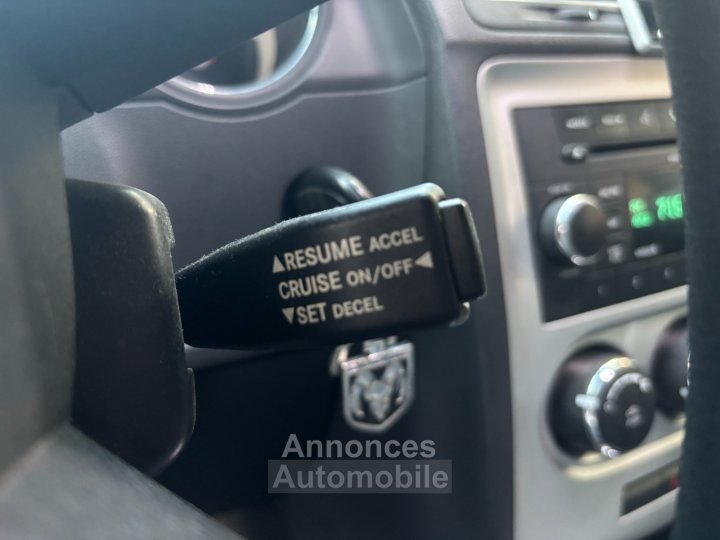 ▲RESUME ACCEL
CRUISE ON/OFF◀
▼SET DECEL
Annonces
Automobile